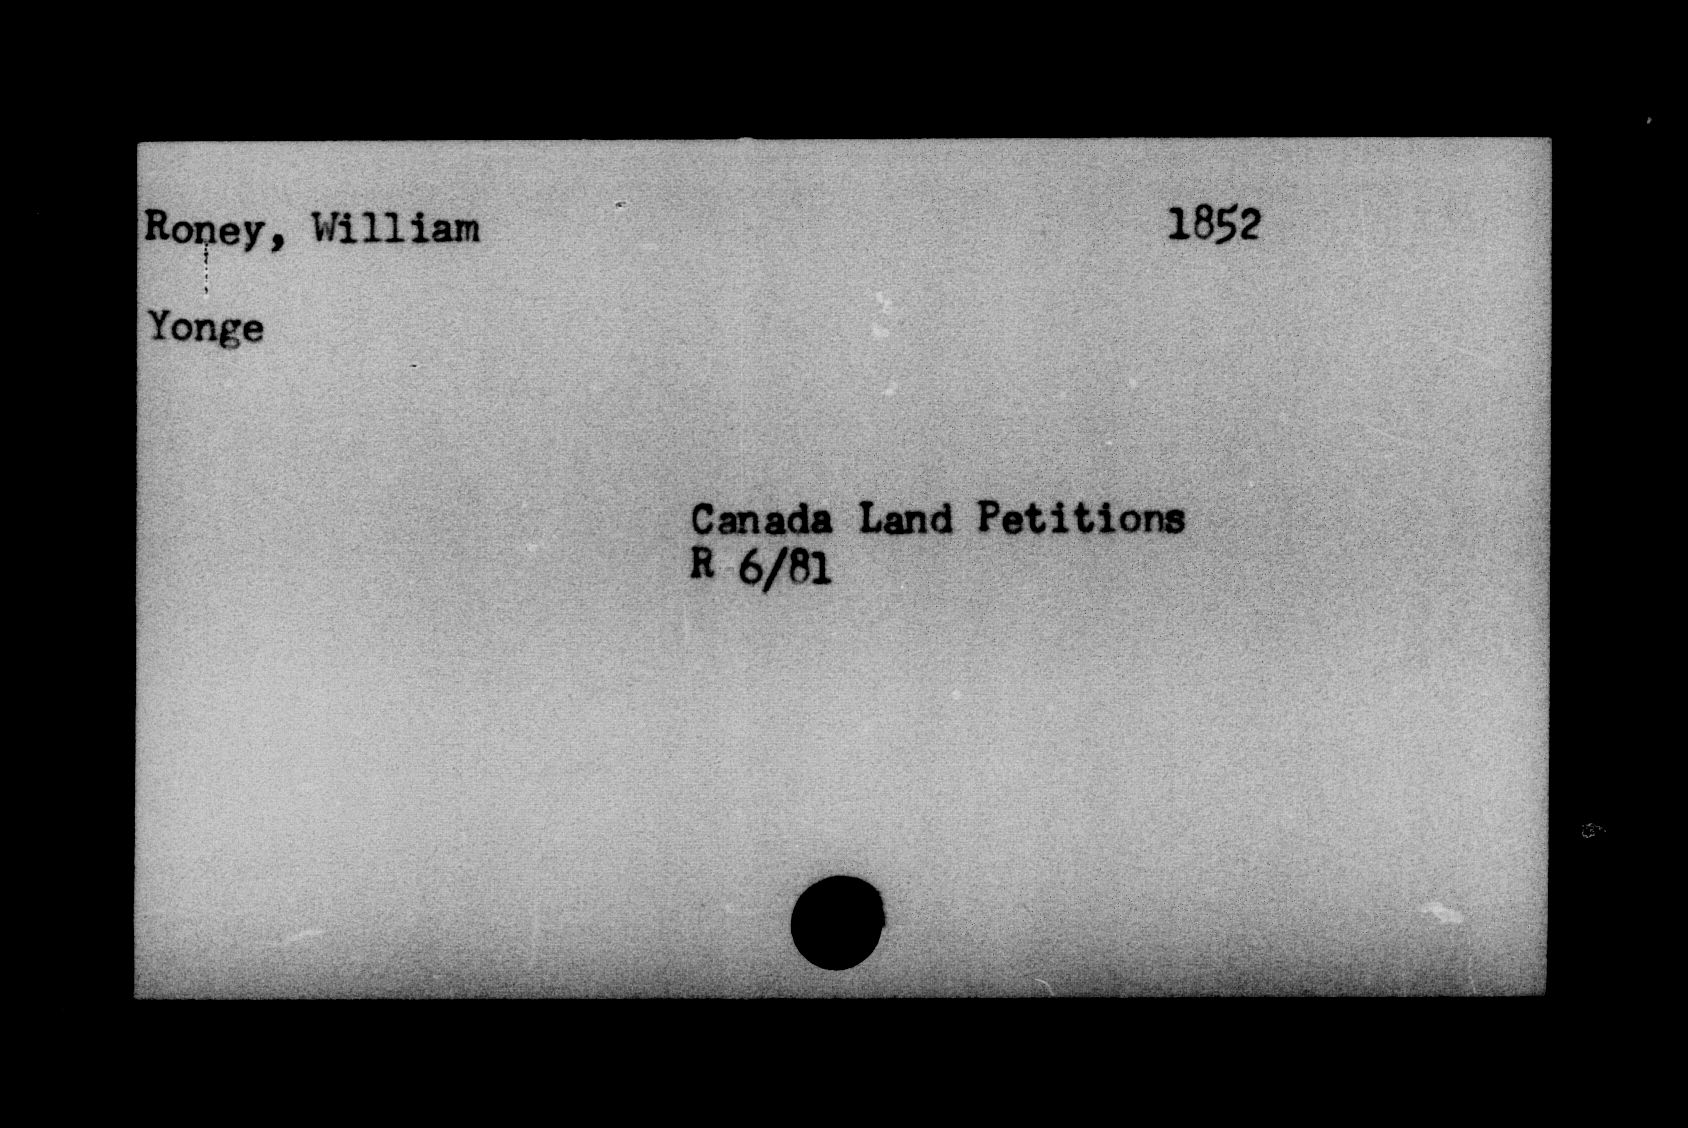 Roney, William 1852
Yonge
Canada Land Petitions
R 6/81